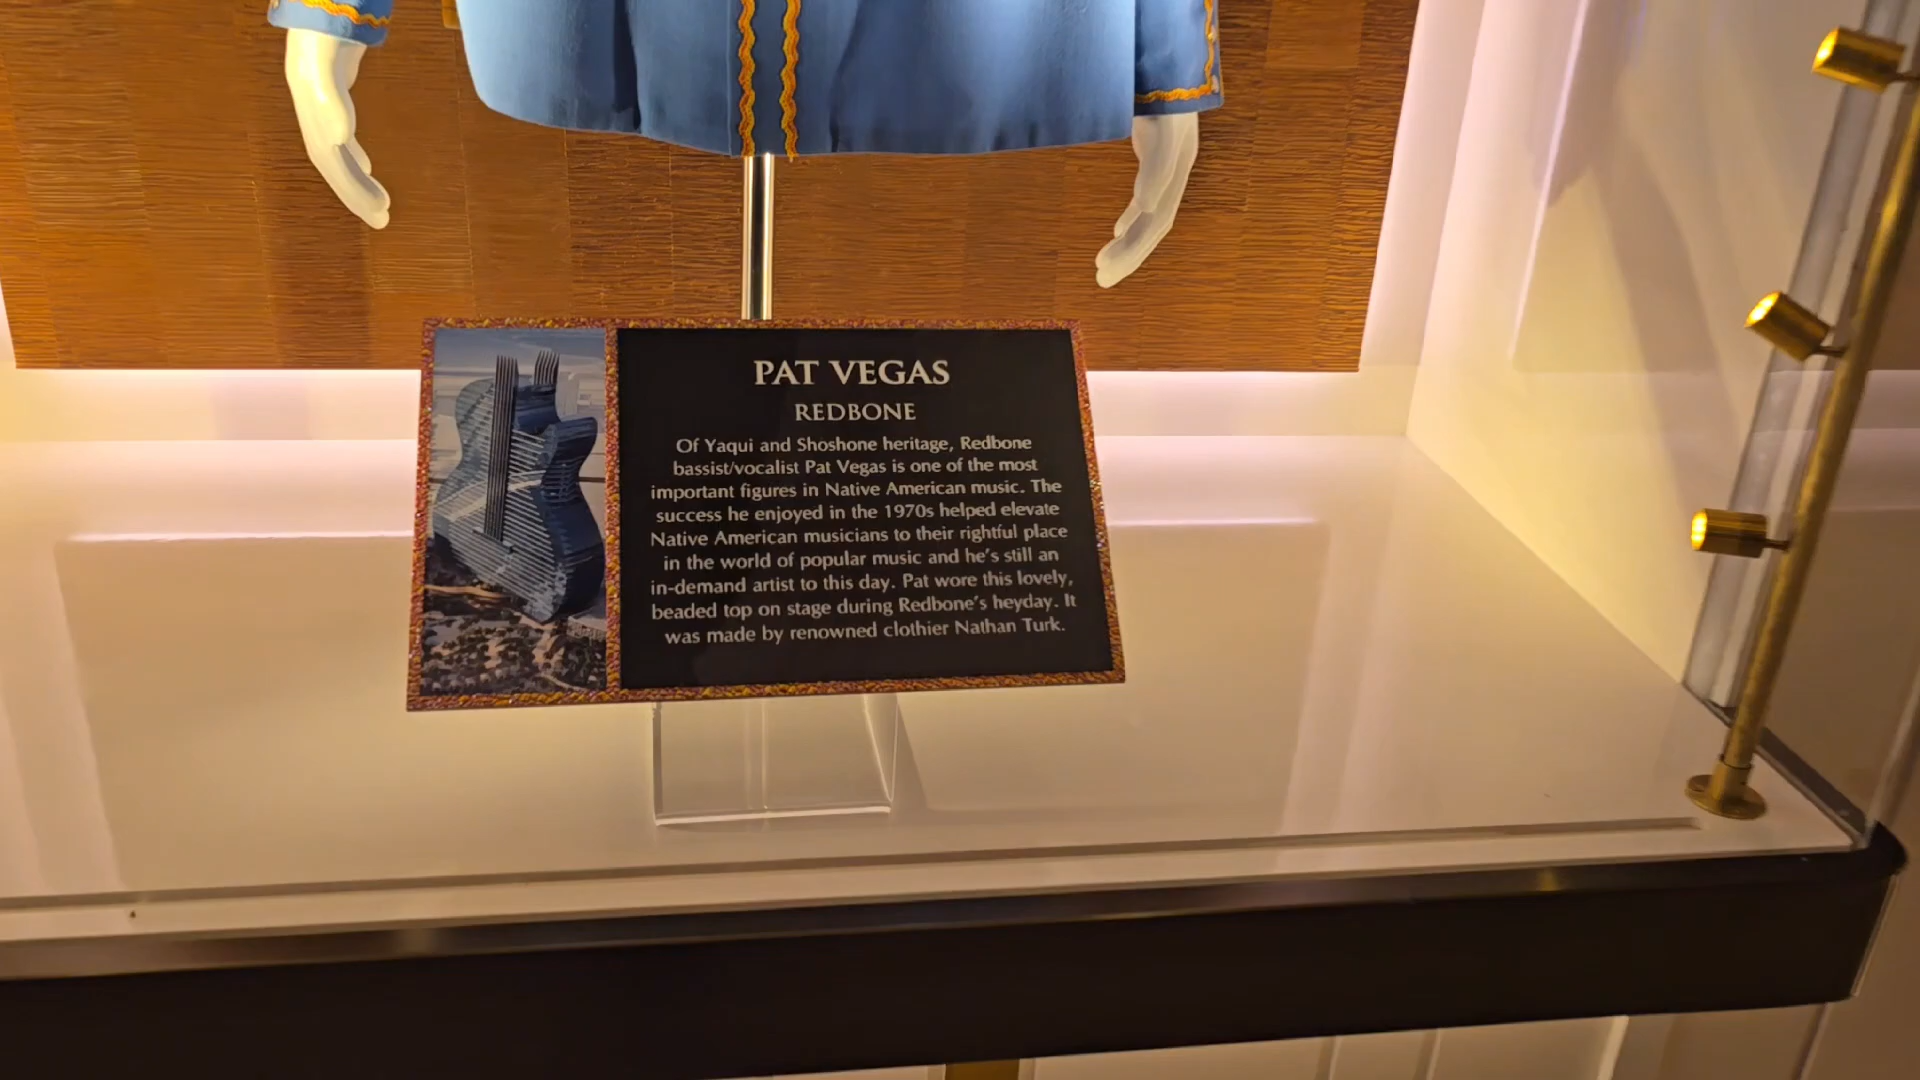 PAT VEGAS
REDBONE
Of Yaqui and Shoshone heritage, Redbone
bassist/vocalist Pat Vegas is one of the most
important figures in Native American music. The
success he enjoyed in the 1970s helped elevate
Native American musicians to their rightful place
in the world of popular music and he's still an
in-demand artist to this day. Pat wore this lovely,
beaded top on stage during Redbone's heyday. It
was made by renowned clothier Nathan Turk.